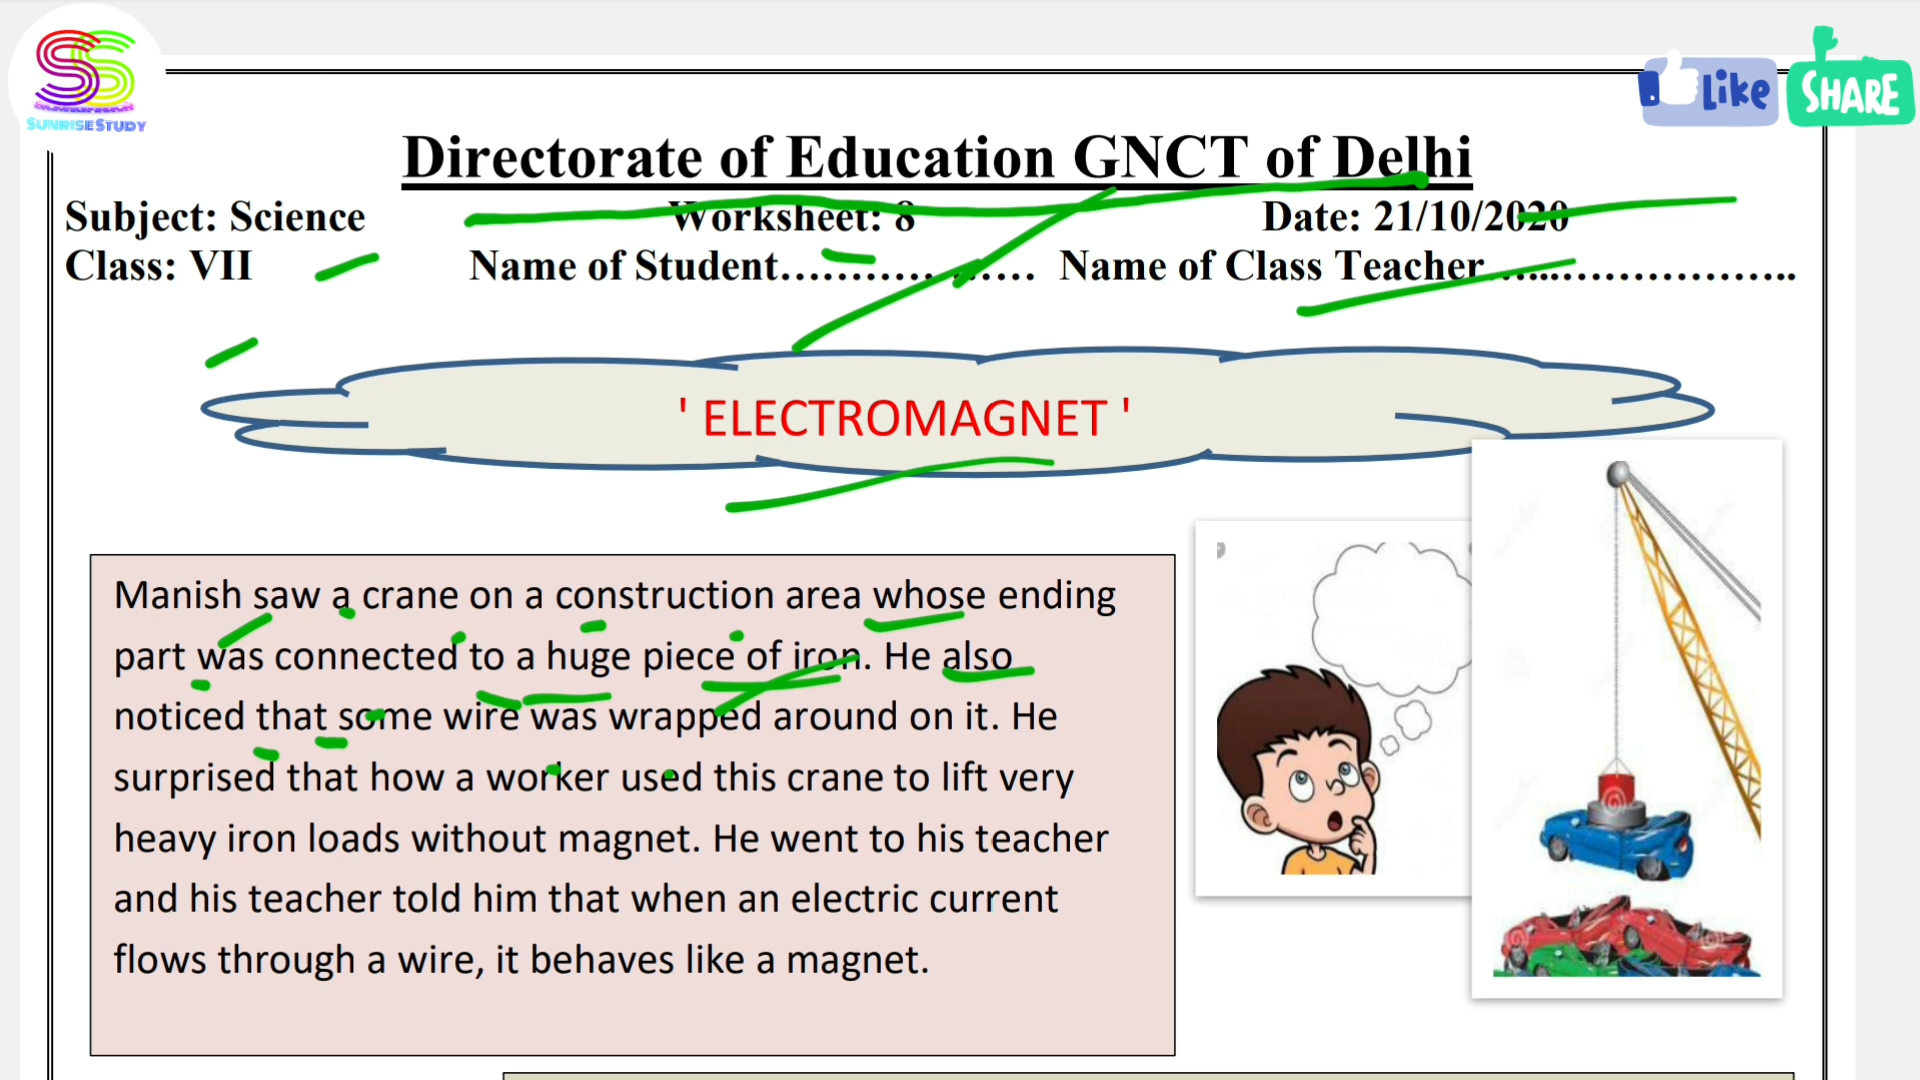 SS
SUNRISESTUDY
Like
SHARE
Directorate of Education GNCT of Delhi
Subject: Science Worksheet: 8 Date: 21/10/2020
Class: VII Name of Student…………………… Name of Class Teacher…...………………..
' ELECTROMAGNET '
Manish saw a crane on a construction area whose ending
part was connected to a huge piece of iron. He also
noticed that some wire was wrapped around on it. He
surprised that how a worker used this crane to lift very
heavy iron loads without magnet. He went to his teacher
and his teacher told him that when an electric current
flows through a wire, it behaves like a magnet.